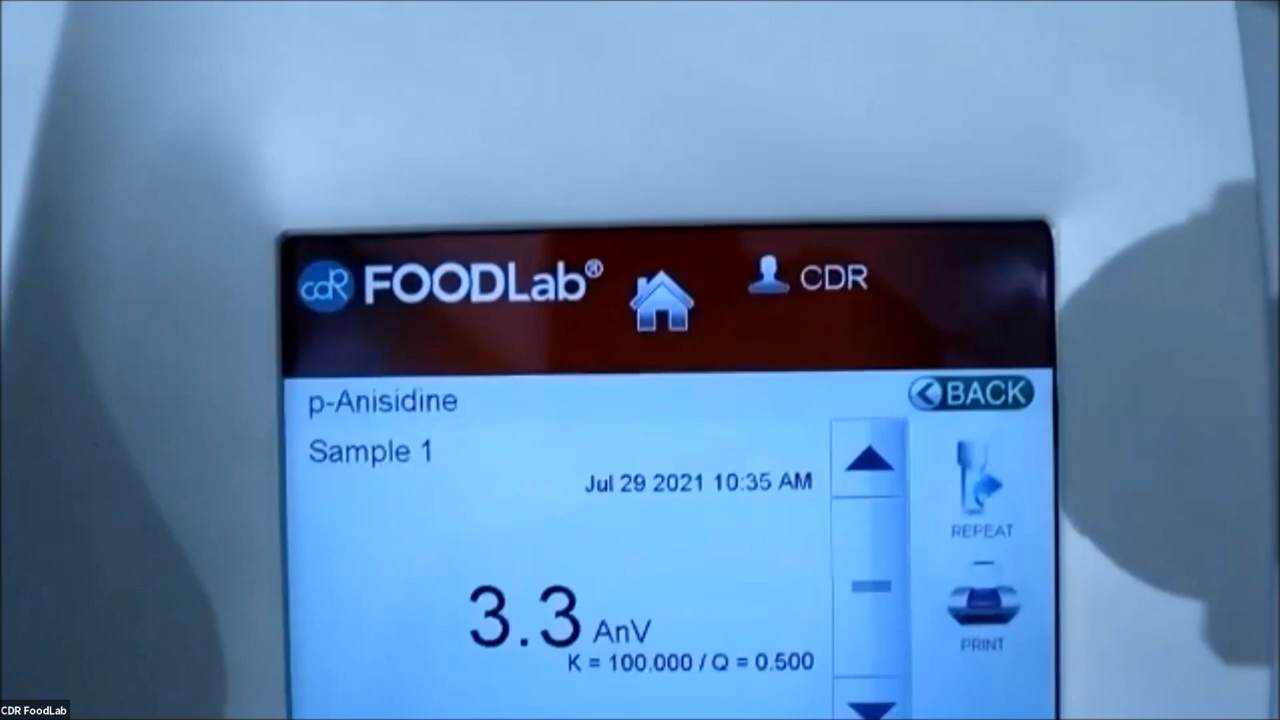 cdR FOODLab® CDR
p-Anisidine
BACK
Sample 1
Jul 29 2021 10:35 AM
REPEAT
3.3 AnV
K = 100.000 / Q = 0.500
PRINT
CDR FoodLab